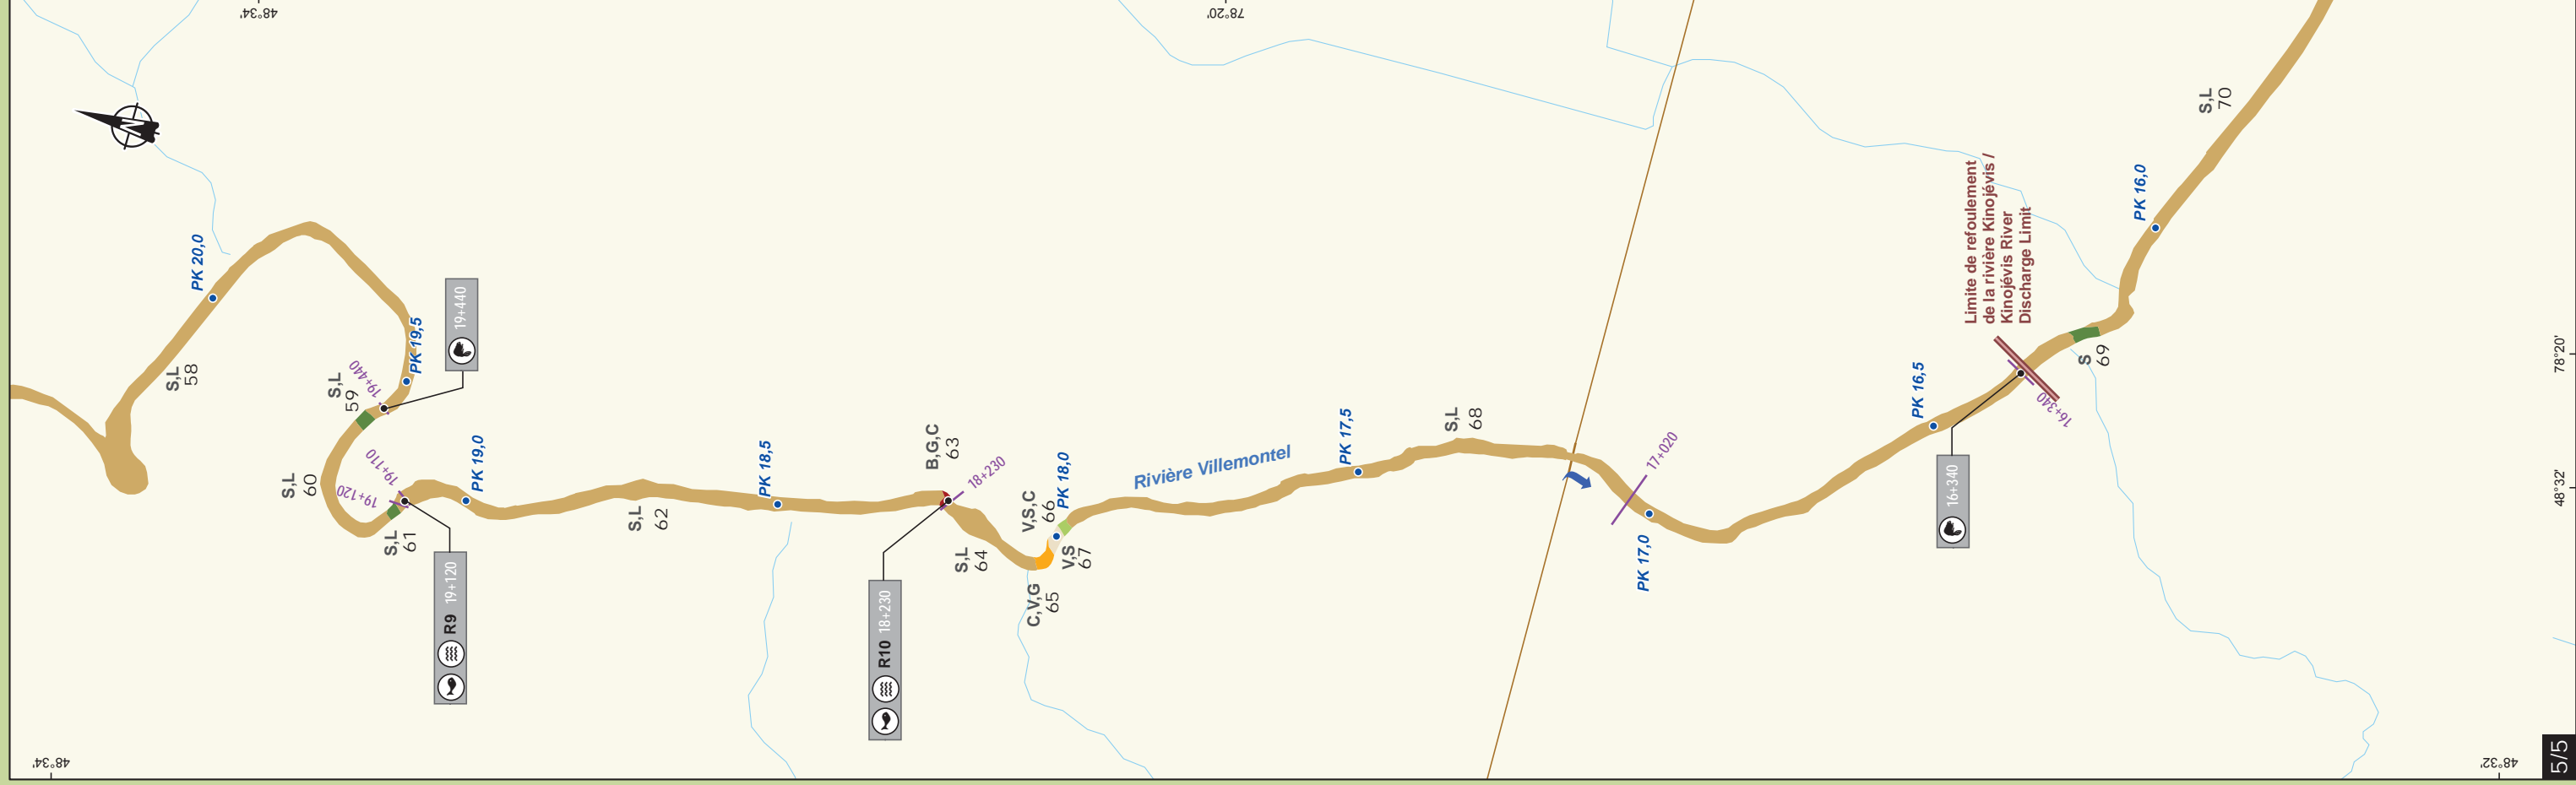 48°34'
78°20'
PK 20,0
S,L
58
19+440
PK 19,5
19+440
S,L
59
S,L
60
19+110
19+120
S,L
61
R9 19+120
PK 19,0
S,L
62
PK 18,5
B,G,C
63
18+230
R10 18+230
S,L
64
C,V,G
65
V,S,C
66
PK 18,0
V,S
67
Rivière Villemontel
PK 17,5
S,L
68
17+020
PK 17,0
PK 16,5
16+340
16+340
Limite de refoulement
de la rivière Kinojévis /
Kinojévis River
Discharge Limit
S
69
PK 16,0
S,L
70
78°20'
48°32'
48°34'
48°32'
5/5
N